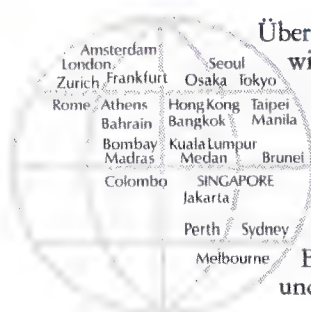 Über
Amsterdam
London Seoul wi
Zurich Frankfurt Osaka Tokyo
Rome Athens Hong Kong Taipei
Bahrain Bangkok Manila
Bombay Kuala Lumpur
Madras Medan Brunei
Colombo SINGAPORE
Jakarta
Perth Sydney
Melbourne B
und